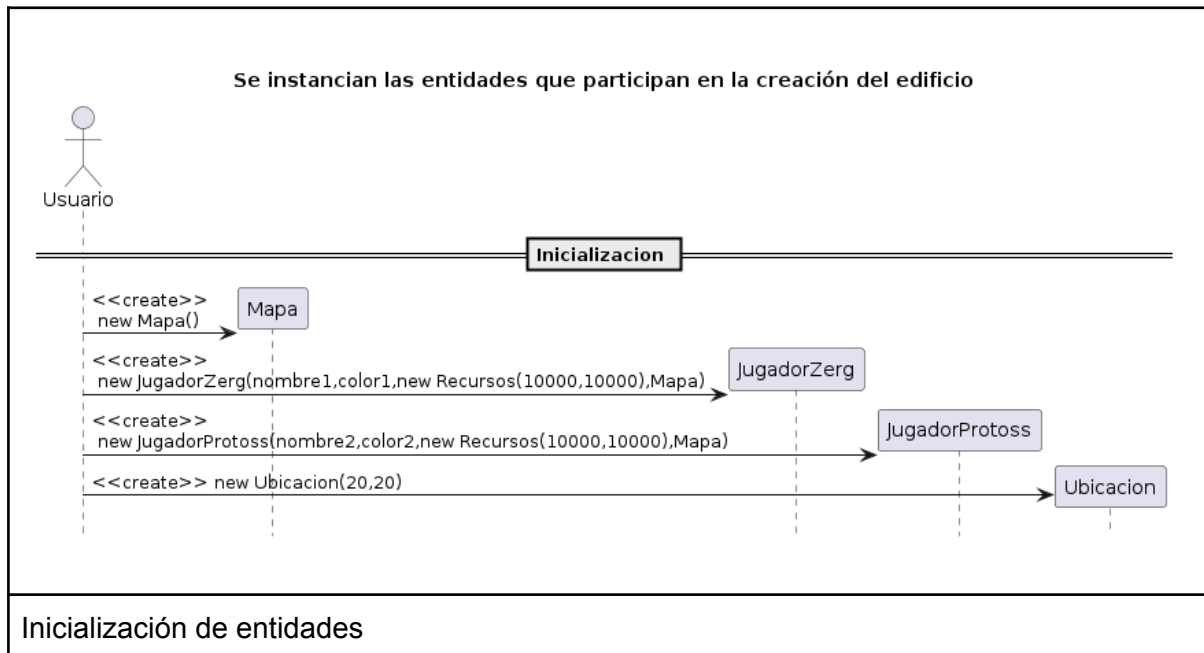 Se instancian las entidades que participan en la creación del edificio
Usuario
Inicializacion
<<create>>
new Mapa()
Mapa
<<create>>
new JugadorZerg(nombre1,color1,new Recursos(10000,10000),Mapa)
JugadorZerg
<<create>>
new JugadorProtoss(nombre2,color2,new Recursos(10000,10000),Mapa)
JugadorProtoss
<<create>> new Ubicacion(20,20)
Ubicacion
Inicialización de entidades